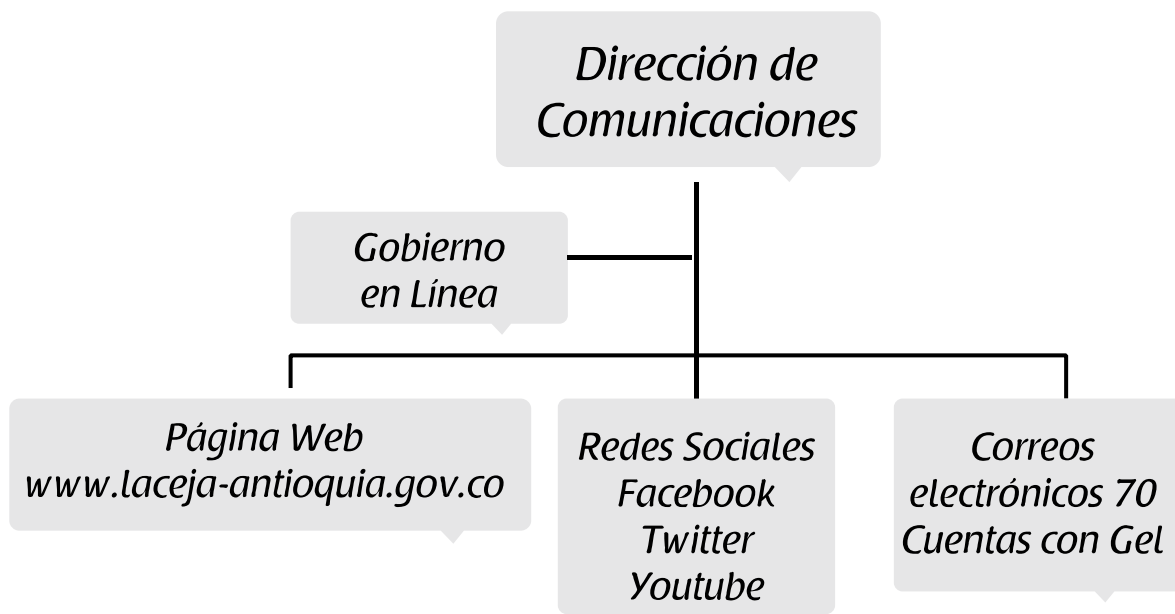 Dirección de
Comunicaciones
Gobierno
en Línea
Página Web
www.laceja-antioquia.gov.co
Redes Sociales
Facebook
Twitter
Youtube
Correos
electrónicos 70
Cuentas con Gel